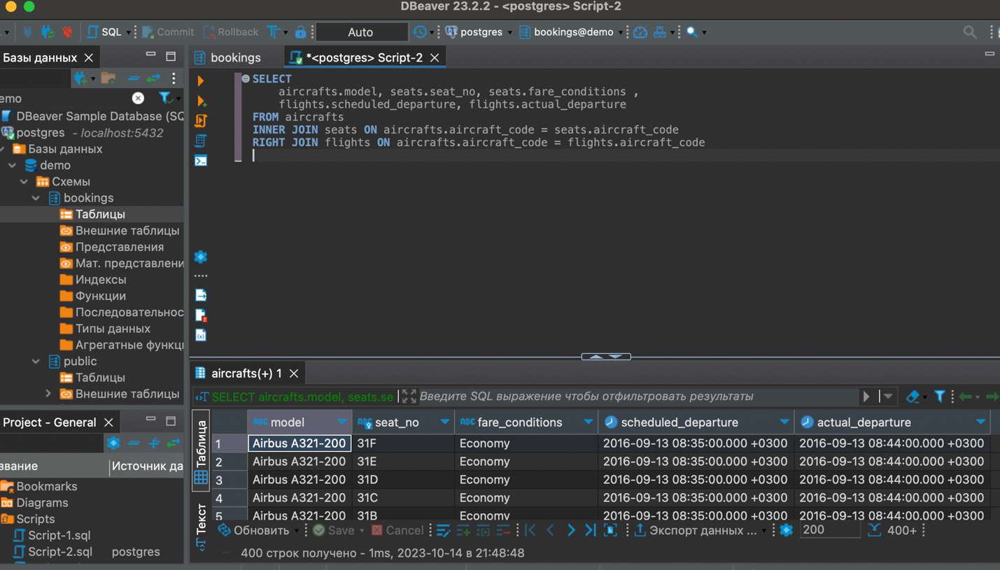 DBeaver 23.2.2 - <postgres> Script-2
SQL Commit Rollback Auto postgres bookings@demo
Базы данных
bookings *<postgres> Script-2
emo
DBeaver Sample Database (SQ
postgres - localhost:5432
Базы данных
demo
Схемы
bookings
Таблицы
Внешние таблицы
Представления
Мат. представлени
Индексы
Функции
Последовательнос
Типы данных
Агрегатные функц
public
Таблицы
Внешние таблицы
SELECT
aircrafts.model, seats.seat_no, seats.fare_conditions ,
flights.scheduled_departure, flights.actual_departure
FROM aircrafts
INNER JOIN seats ON aircrafts.aircraft_code = seats.aircraft_code
RIGHT JOIN flights ON aircrafts.aircraft_code = flights.aircraft_code
Project - General
звание Источник да
Bookmarks
Diagrams
Scripts
Script-1.sql
Script-2.sql postgres
aircrafts(+) 1
SELECT aircrafts.model, seats.se Введите SQL выражение чтобы отфильтровать результаты
Таблица
Текст
ABC model ABC seat_no ABC fare_conditions scheduled_departure actual_departure
1 Airbus A321-200 31F Economy 2016-09-13 08:35:00.000 +0300 2016-09-13 08:44:00.000 +0300
2 Airbus A321-200 31E Economy 2016-09-13 08:35:00.000 +0300 2016-09-13 08:44:00.000 +0300
3 Airbus A321-200 31D Economy 2016-09-13 08:35:00.000 +0300 2016-09-13 08:44:00.000 +0300
4 Airbus A321-200 31C Economy 2016-09-13 08:35:00.000 +0300 2016-09-13 08:44:00.000 +0300
5 Airbus A321-200 31B Economy 2016-09-13 08:35:00.000 +0300 2016-09-13 08:44:00.000 +0300
Обновить Save Cancel Экспорт данных ... 200 400+
400 строк получено - 1ms, 2023-10-14 в 21:48:48